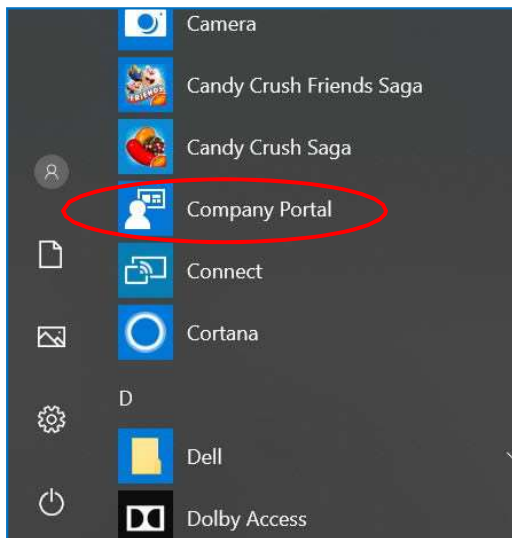 Camera
Candy Crush Friends Saga
Candy Crush Saga
Company Portal
Connect
Cortana
D
Dell
Dolby Access